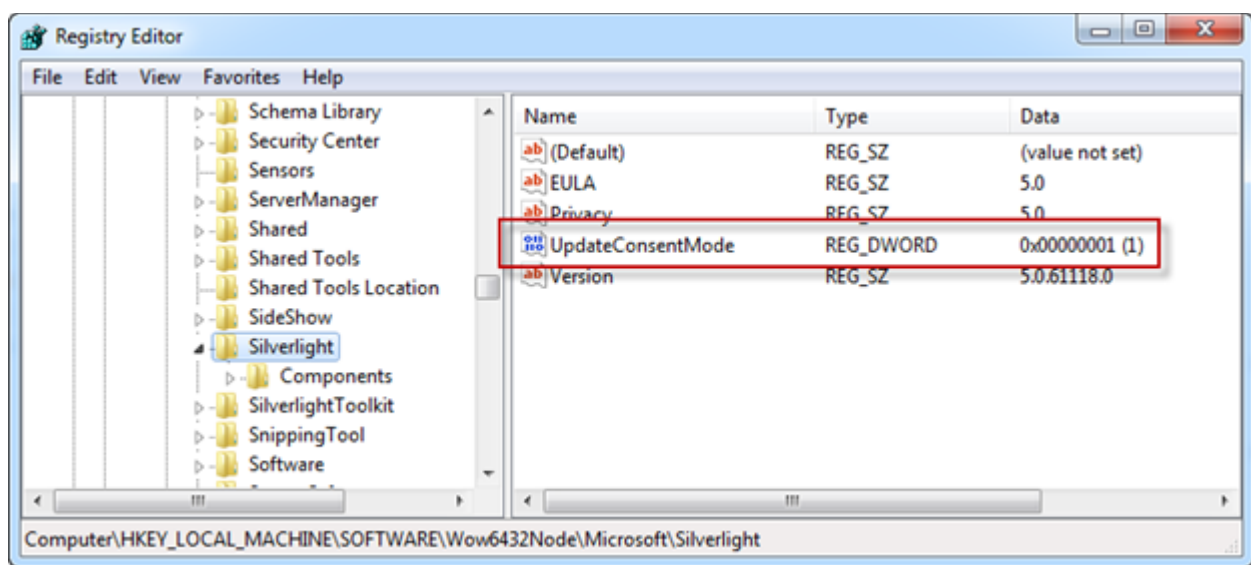 Registry Editor
File Edit View Favorites Help
Schema Library
Security Center
Sensors
ServerManager
Shared
Shared Tools
Shared Tools Location
SideShow
Silverlight
Components
SilverlightToolkit
SnippingTool
Software
Name Type Data
(Default) REG_SZ (value not set)
EULA REG_SZ 5.0
Privacy REG_SZ 5.0
UpdateConsentMode REG_DWORD 0x00000001 (1)
Version REG_SZ 5.0.61118.0
Computer\HKEY_LOCAL_MACHINE\SOFTWARE\Wow6432Node\Microsoft\Silverlight